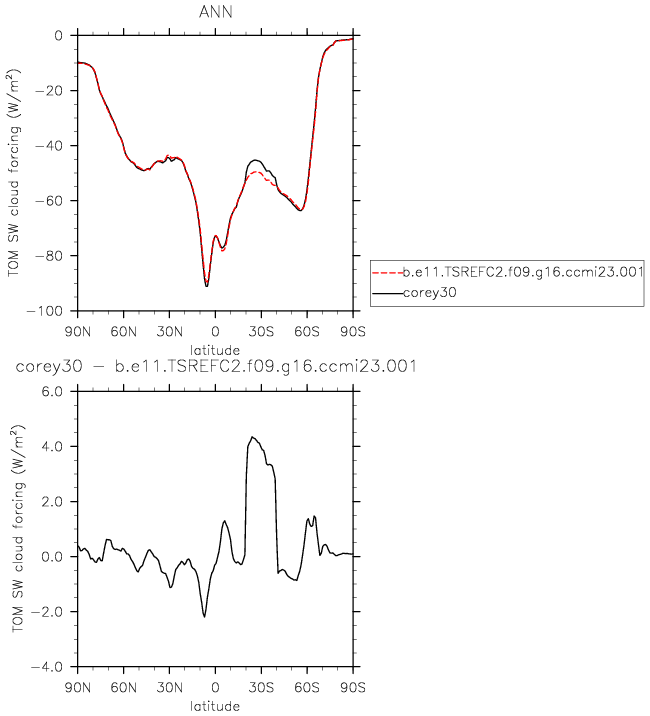 ANN
TOM SW cloud forcing (W/m²)
0
−20
−40
−60
−80
−100
90N 60N 30N 0 30S 60S 90S
latitude
b.e11.TSREFC2.f09.g16.ccmi23.001
corey30
corey30 − b.e11.TSREFC2.f09.g16.ccmi23.001
TOM SW cloud forcing (W/m²)
6.0
4.0
2.0
0.0
−2.0
−4.0
90N 60N 30N 0 30S 60S 90S
latitude